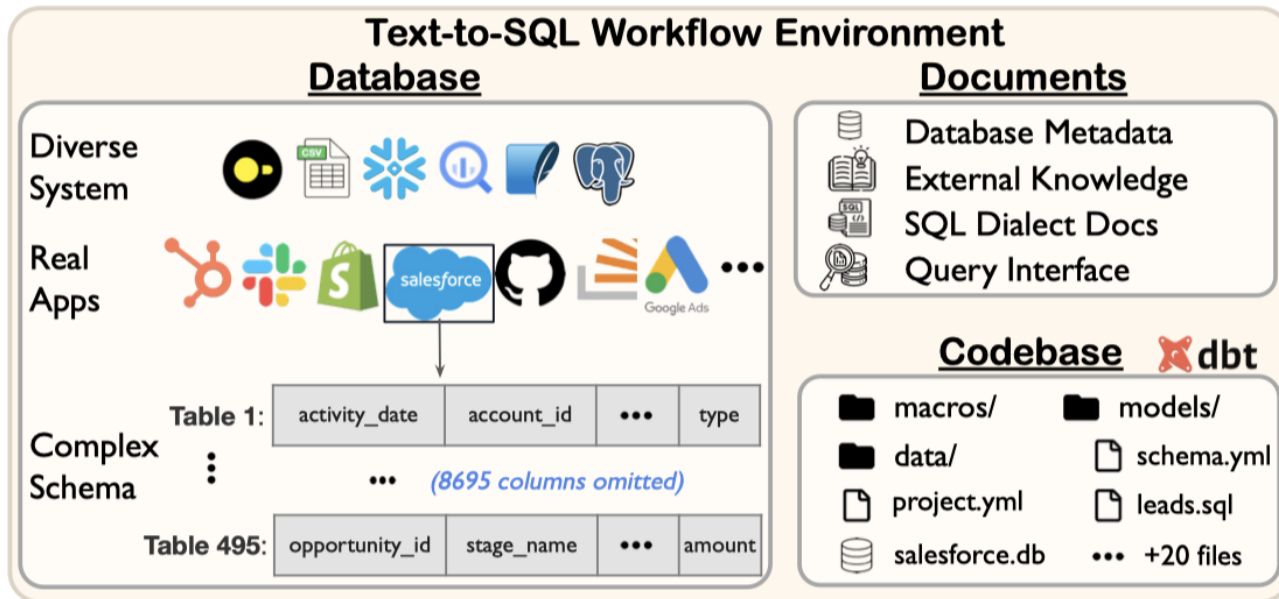 Text-to-SQL Workflow Environment
Database
Diverse
System
CSV
Real
Apps
salesforce
Google Ads
Complex
Schema
Table 1:
activity_date account_id ••• type
••• (8695 columns omitted)
Table 495:
opportunity_id stage_name ••• amount
Documents
Database Metadata
External Knowledge
SQL
SQL Dialect Docs
Query Interface
Codebase
dbt
macros/
models/
data/
schema.yml
project.yml
leads.sql
salesforce.db
••• +20 files